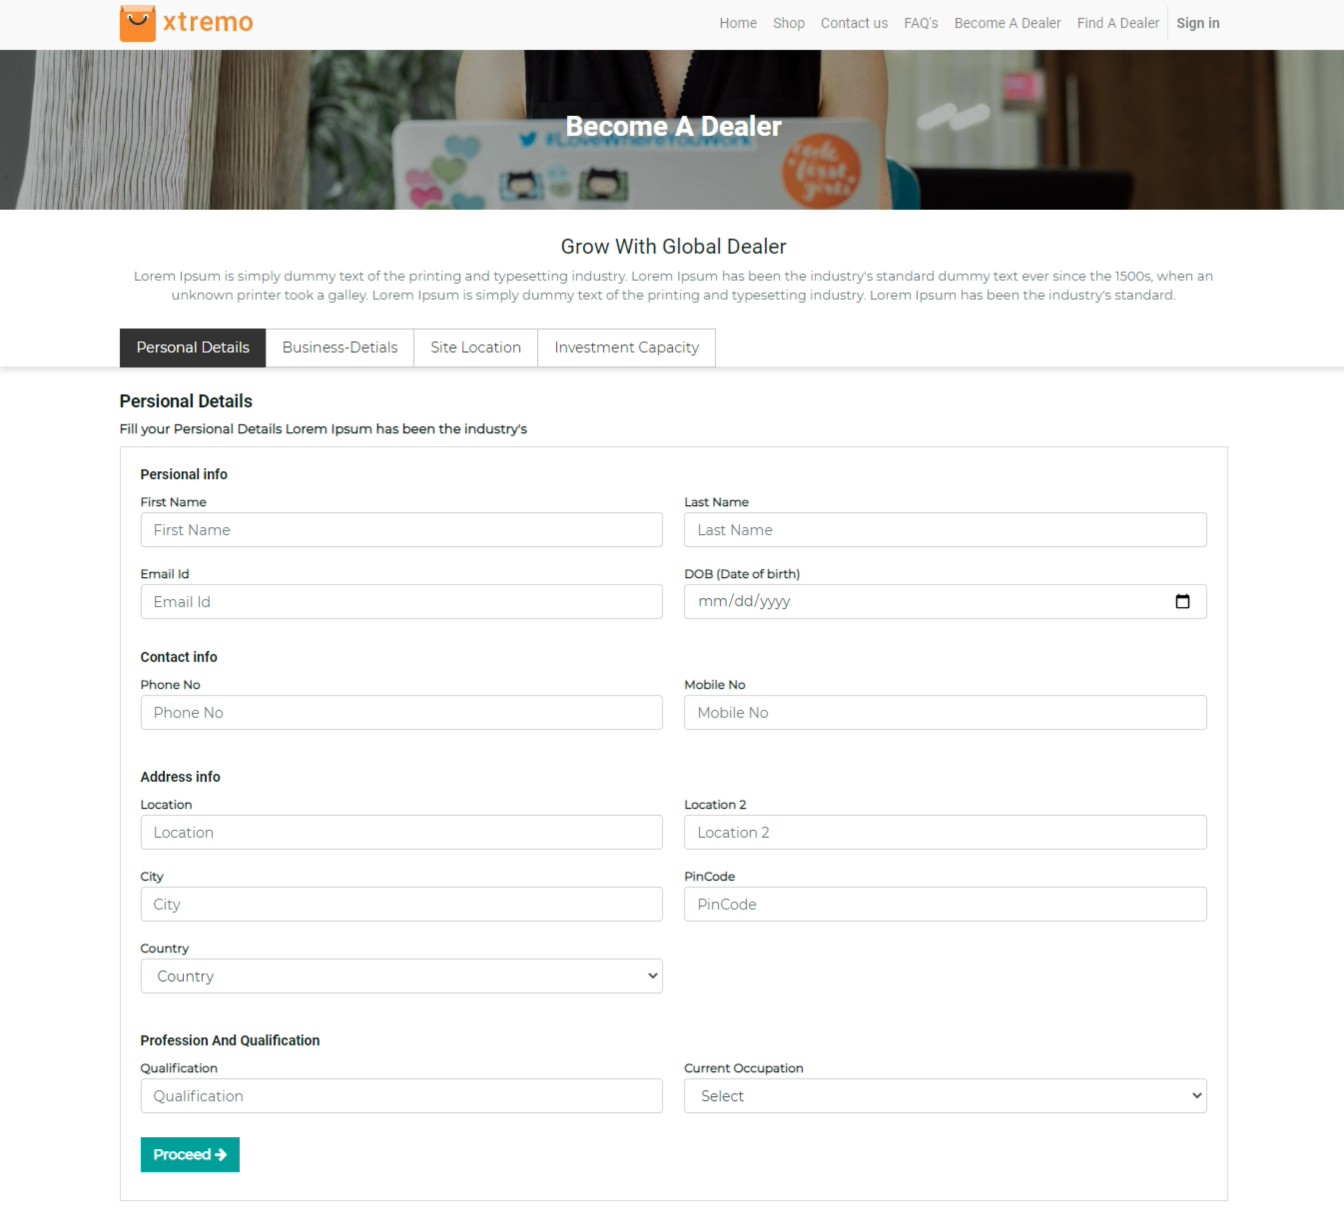 xtremo
Home Shop Contact us FAQ's Become A Dealer Find A Dealer Sign in
Become A Dealer
#LoveWhereYouWork
code
first
girls
Grow With Global Dealer
Lorem Ipsum is simply dummy text of the printing and typesetting industry. Lorem Ipsum has been the industry's standard dummy text ever since the 1500s, when an
unknown printer took a galley. Lorem Ipsum is simply dummy text of the printing and typesetting industry. Lorem Ipsum has been the industry's standard.
Personal Details Business-Detials Site Location Investment Capacity
Persional Details
Fill your Persional Details Lorem Ipsum has been the industry's
Persional info
First Name Last Name
First Name Last Name
Email Id DOB (Date of birth)
Email Id mm/dd/yyyy
Contact info
Phone No Mobile No
Phone No Mobile No
Address info
Location Location 2
Location Location 2
City PinCode
City PinCode
Country
Country
Profession And Qualification
Qualification Current Occupation
Qualification Select
Proceed →